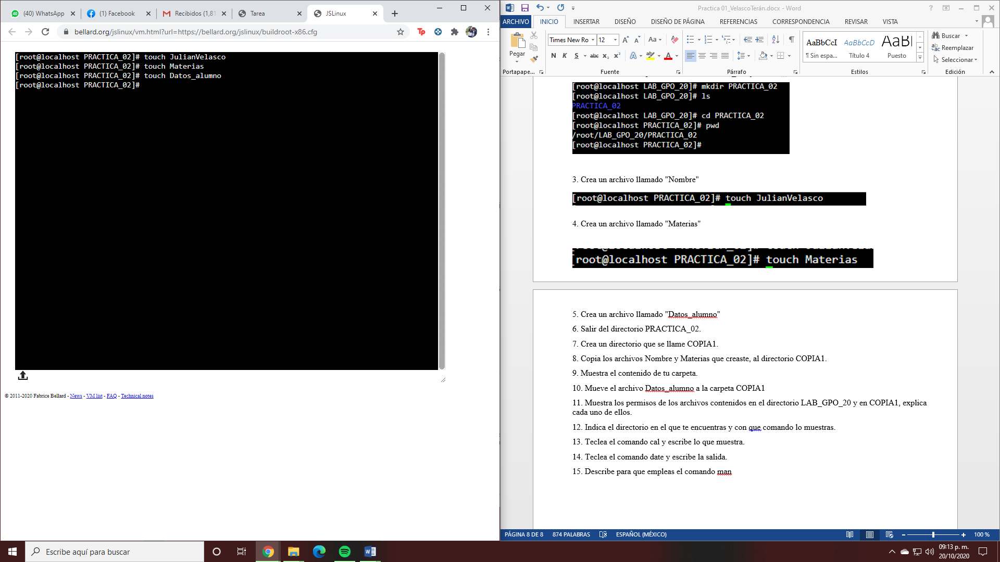 (40) WhatsApp
(1) Facebook
Recibidos (1,81
Tarea
JSLinux
bellard.org/jslinux/vm.html?url=https://bellard.org/jslinux/buildroot-x86.cfg
[root@localhost PRACTICA_02]# touch JulianVelasco
[root@localhost PRACTICA_02]# touch Materias
[root@localhost PRACTICA_02]# touch Datos_alumno
[root@localhost PRACTICA_02]#
© 2011-2020 Fabrice Bellard - News - VM list - FAQ - Technical notes
Practica 01_VelascoTerán.docx - Word
ARCHIVO INICIO INSERTAR DISEÑO DISEÑO DE PÁGINA REFERENCIAS CORRESPONDENCIA REVISAR VISTA
Times New Ro 12
Pegar
N K S abc x₂ x²
Portapape... Fuente Párrafo Estilos Edición
AaBbCcI AaBbCcD AaBl
¶ Sin espa... Título 4 Puesto
Buscar
Reemplazar
Seleccionar
[root@localhost LAB_GPO_20]# mkdir PRACTICA_02
[root@localhost LAB_GPO_20]# ls
PRACTICA_02
[root@localhost LAB_GPO_20]# cd PRACTICA_02
[root@localhost PRACTICA_02]# pwd
/root/LAB_GPO_20/PRACTICA_02
[root@localhost PRACTICA_02]#
3. Crea un archivo llamado "Nombre"
[root@localhost PRACTICA_02]# touch JulianVelasco
4. Crea un archivo llamado "Materias"
[root@localhost PRACTICA_02]# touch Materias
5. Crea un archivo llamado "Datos_alumno"
6. Salir del directorio PRACTICA_02.
7. Crea un directorio que se llame COPIA1.
8. Copia los archivos Nombre y Materias que creaste, al directorio COPIA1.
9. Muestra el contenido de tu carpeta.
10. Mueve el archivo Datos_alumno a la carpeta COPIA1
11. Muestra los permisos de los archivos contenidos en el directorio LAB_GPO_20 y en COPIA1, explica
cada uno de ellos.
12. Indica el directorio en el que te encuentras y con que comando lo muestras.
13. Teclea el comando cal y escribe lo que muestra.
14. Teclea el comando date y escribe la salida.
15. Describe para que empleas el comando man
PÁGINA 8 DE 8 874 PALABRAS ESPAÑOL (MÉXICO) 100 %
Escribe aquí para buscar
09:13 p. m.
20/10/2020